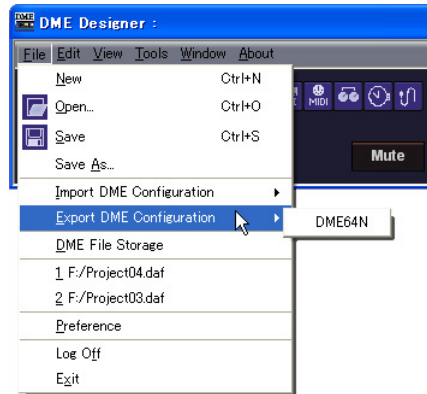 DME
DME Designer :
File Edit View Tools Window About
New Ctrl+N
MIDI
Open... Ctrl+O
Save Ctrl+S
Mute
Save As...
Import DME Configuration
Export DME Configuration
DME64N
DME File Storage
1 F:/Project04.daf
2 F:/Project03.daf
Preference
Log Off
Exit